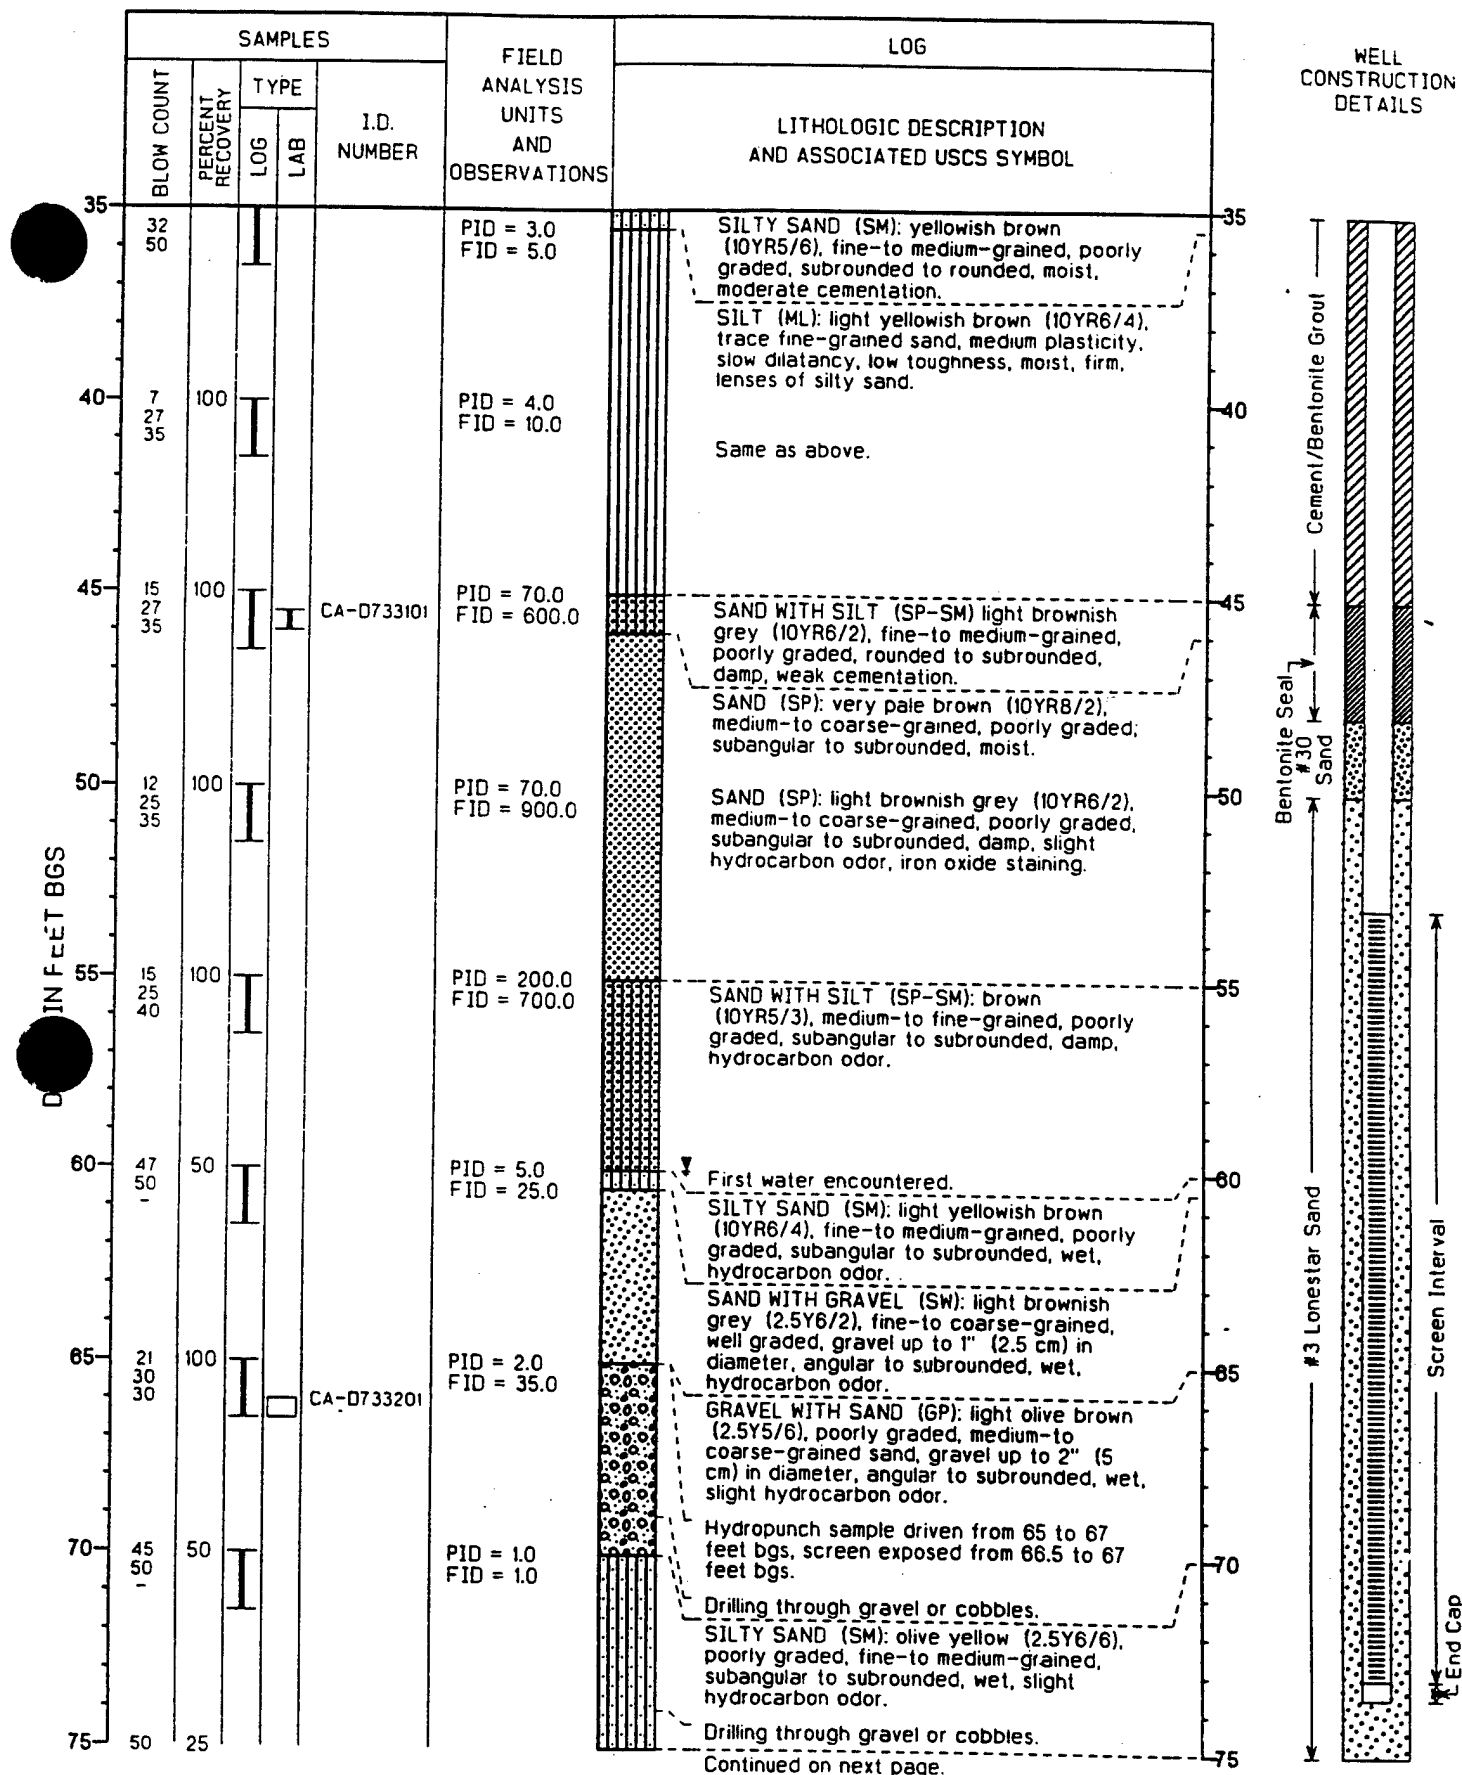 SAMPLES
BLOW COUNT
PERCENT
RECOVERY
TYPE
LOG
LAB
I.D.
NUMBER
FIELD
ANALYSIS
UNITS
AND
OBSERVATIONS
LOG
LITHOLOGIC DESCRIPTION
AND ASSOCIATED USCS SYMBOL
WELL
CONSTRUCTION
DETAILS
IN FEET BGS
35
32
50
PID = 3.0
FID = 5.0
SILTY SAND (SM): yellowish brown
(10YR5/6), fine-to medium-grained, poorly
graded, subrounded to rounded, moist,
moderate cementation.
35
SILT (ML): light yellowish brown (10YR6/4),
trace fine-grained sand, medium plasticity,
slow dilatancy, low toughness, moist, firm,
lenses of silty sand.
40
7
27
35
100
PID = 4.0
FID = 10.0
40
Same as above.
45
15
27
35
100
CA-D733101
PID = 70.0
FID = 600.0
45
SAND WITH SILT (SP-SM) light brownish
grey (10YR6/2), fine-to medium-grained,
poorly graded, rounded to subrounded,
damp, weak cementation.
SAND (SP): very pale brown (10YR8/2),
medium-to coarse-grained, poorly graded;
subangular to subrounded, moist.
50
12
25
35
100
PID = 70.0
FID = 900.0
50
SAND (SP): light brownish grey (10YR6/2),
medium-to coarse-grained, poorly graded,
subangular to subrounded, damp, slight
hydrocarbon odor, iron oxide staining.
55
15
25
40
100
PID = 200.0
FID = 700.0
55
SAND WITH SILT (SP-SM): brown
(10YR5/3), medium-to fine-grained, poorly
graded, subangular to subrounded, damp,
hydrocarbon odor.
60
47
50
-
50
PID = 5.0
FID = 25.0
60
First water encountered.
SILTY SAND (SM): light yellowish brown
(10YR6/4), fine-to medium-grained, poorly
graded, subangular to subrounded, wet,
hydrocarbon odor.
SAND WITH GRAVEL (SW): light brownish
grey (2.5Y6/2), fine-to coarse-grained,
well graded, gravel up to 1" (2.5 cm) in
diameter, angular to subrounded, wet,
hydrocarbon odor.
65
21
30
30
100
CA-D733201
PID = 2.0
FID = 35.0
65
GRAVEL WITH SAND (GP): light olive brown
(2.5Y5/6), poorly graded, medium-to
coarse-grained sand, gravel up to 2" (5
cm) in diameter, angular to subrounded, wet,
slight hydrocarbon odor.
Hydropunch sample driven from 65 to 67
feet bgs, screen exposed from 66.5 to 67
feet bgs.
70
45
50
-
50
PID = 1.0
FID = 1.0
70
Drilling through gravel or cobbles.
SILTY SAND (SM): olive yellow (2.5Y6/6),
poorly graded, fine-to medium-grained,
subangular to subrounded, wet, slight
hydrocarbon odor.
Drilling through gravel or cobbles.
75
50
25
75
Continued on next page.
Cement/Bentonite Grout
Bentonite Seal
#30
Sand
#3 Lonestar Sand
Screen Interval
End Cap